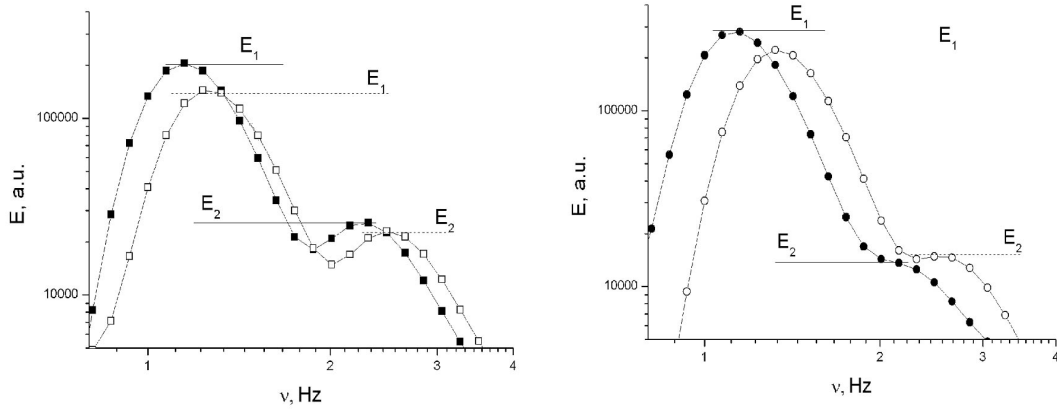 E₁
E₁
100000
E, a.u.
E₂
E₂
10000
1
2
3
4
ν, Hz
E₁
E₁
100000
E, a.u.
E₂
E₂
10000
1
2
3
4
ν, Hz